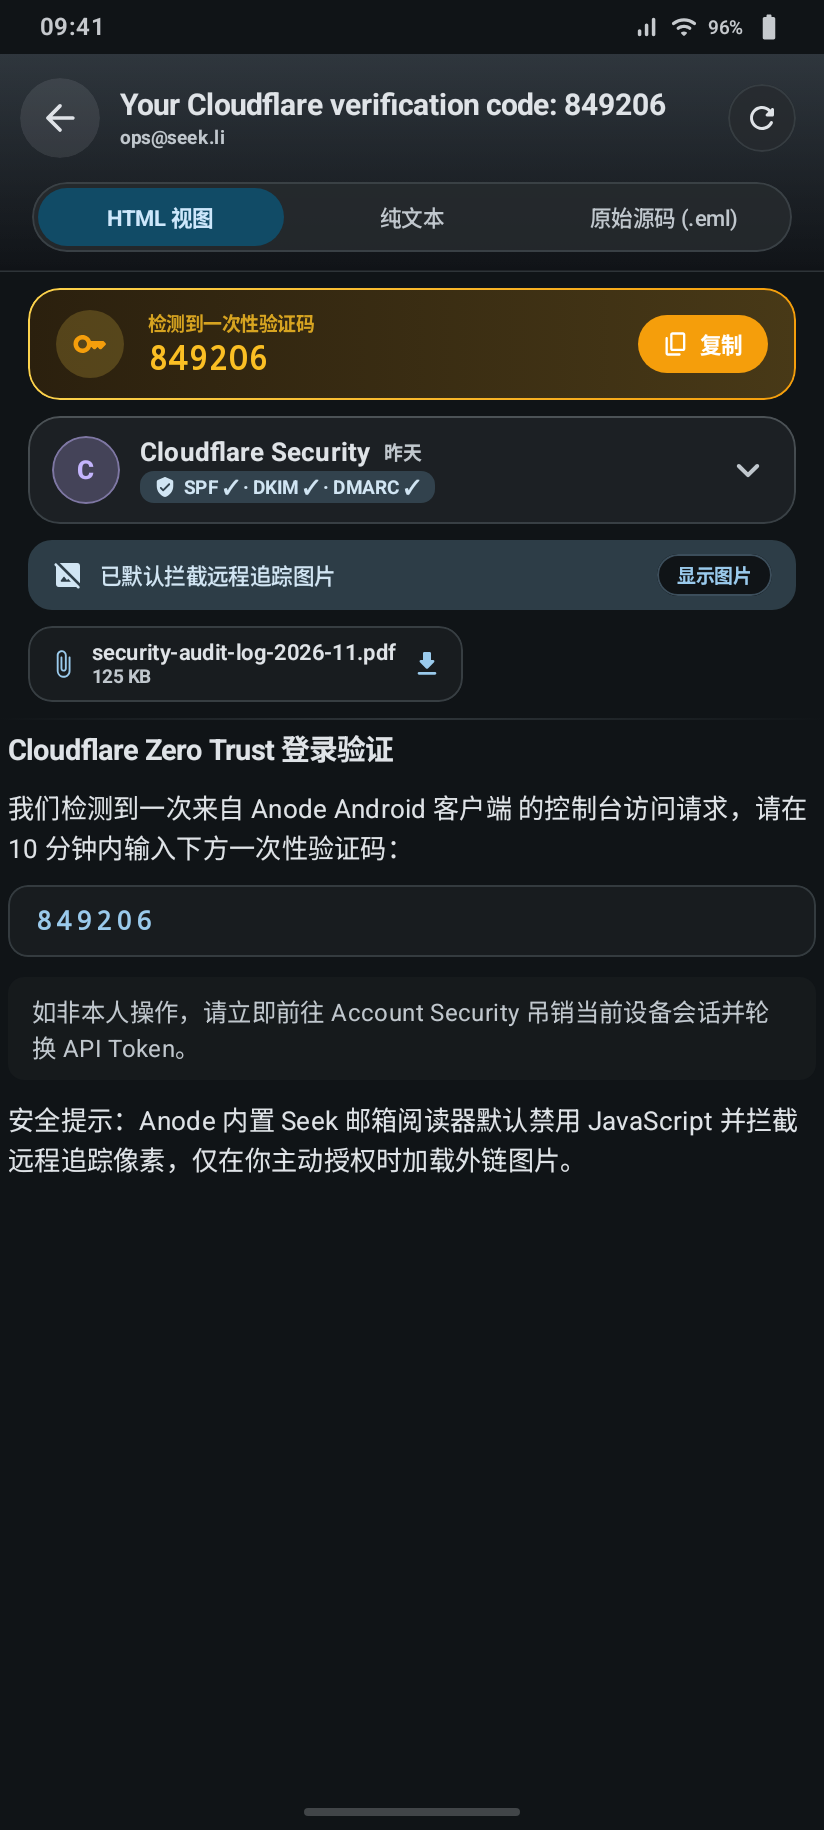 09:41
96%
Your Cloudflare verification code: 849206
ops@seek.li
HTML 视图
纯文本
原始源码 (.eml)
检测到一次性验证码
849206
复制
C
Cloudflare Security 昨天
SPF ✓ · DKIM ✓ · DMARC ✓
已默认拦截远程追踪图片
显示图片
security-audit-log-2026-11.pdf
125 KB
Cloudflare Zero Trust 登录验证
我们检测到一次来自 Anode Android 客户端 的控制台访问请求，请在
10 分钟内输入下方一次性验证码：
849206
如非本人操作，请立即前往 Account Security 吊销当前设备会话并轮
换 API Token。
安全提示：Anode 内置 Seek 邮箱阅读器默认禁用 JavaScript 并拦截
远程追踪像素，仅在你主动授权时加载外链图片。